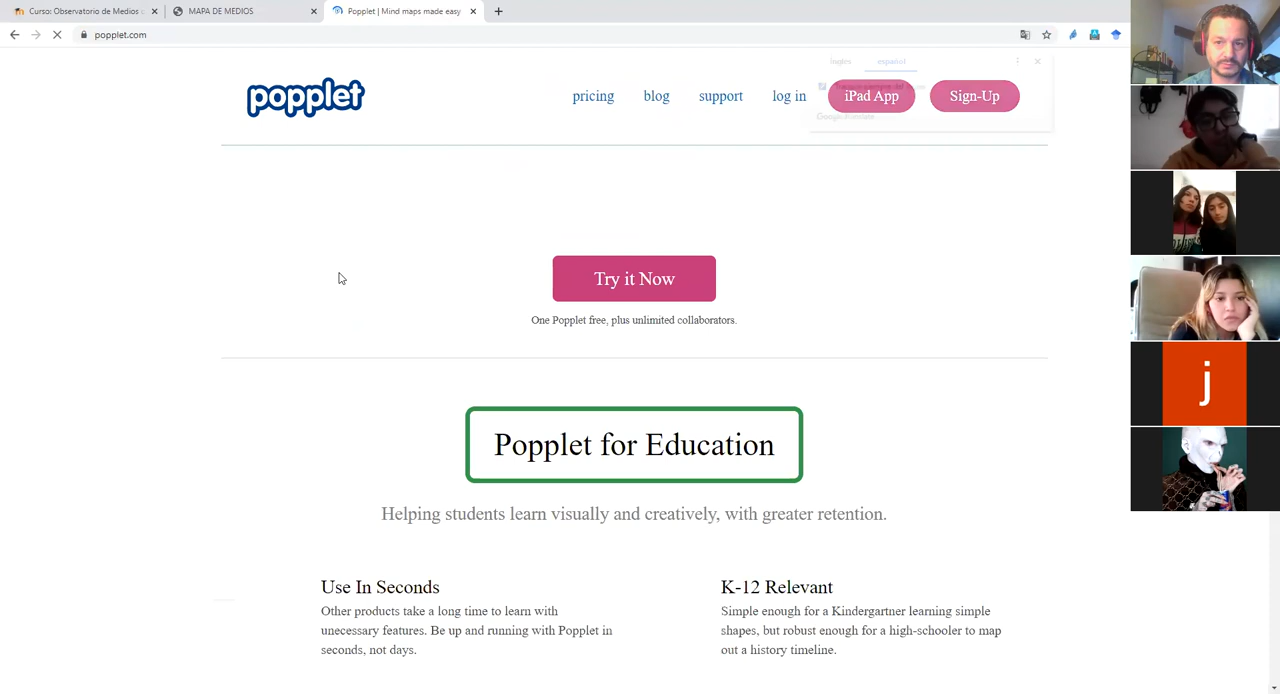 Curso: Observatorio de Medios
MAPA DE MEDIOS
Popplet | Mind maps made easy
popplet.com
inglés español
popplet
pricing
blog
support
log in
iPad App
Sign-Up
Google
Try it Now
One Popplet free, plus unlimited collaborators.
j
Popplet for Education
Helping students learn visually and creatively, with greater retention.
Use In Seconds
Other products take a long time to learn with
unecessary features. Be up and running with Popplet in
seconds, not days.
K-12 Relevant
Simple enough for a Kindergartner learning simple
shapes, but robust enough for a high-schooler to map
out a history timeline.